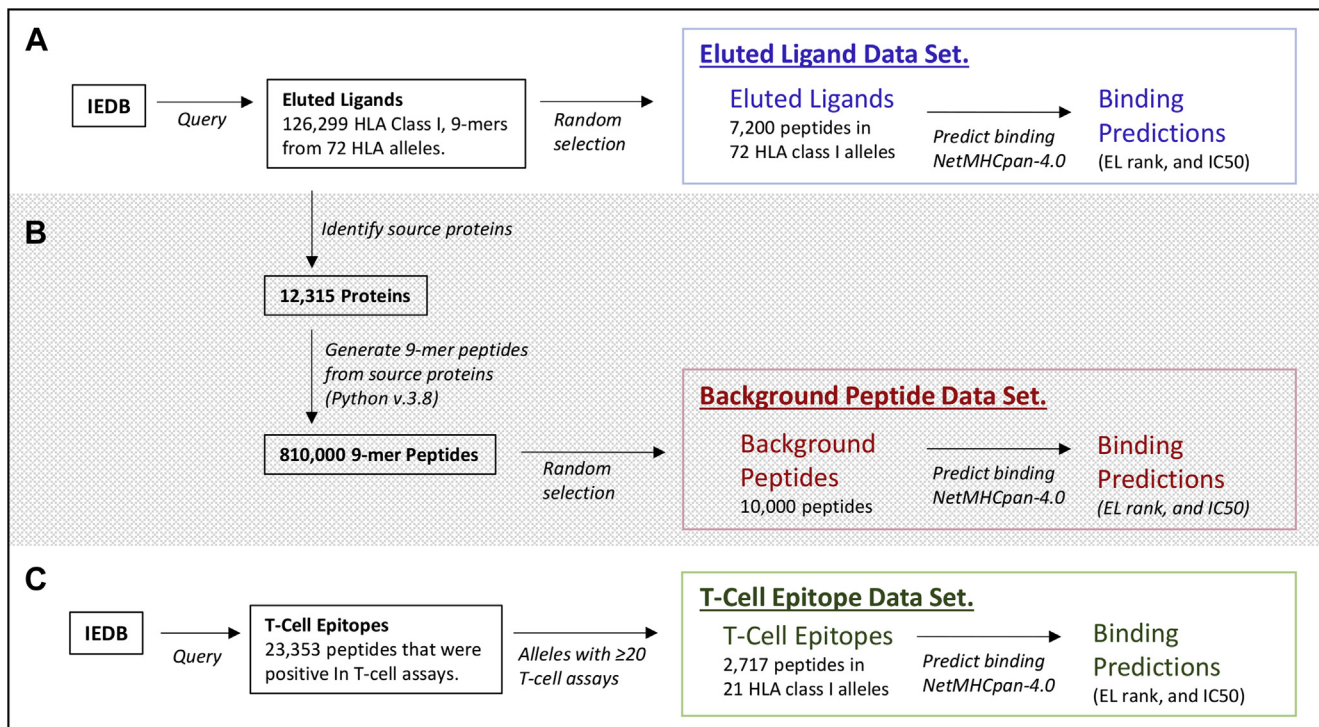 A
IEDB
Query
Eluted Ligands
126,299 HLA Class I, 9-mers
from 72 HLA alleles.
Random
selection
Eluted Ligand Data Set.
Eluted Ligands
7,200 peptides in
72 HLA class I alleles
Predict binding
NetMHCpan-4.0
Binding
Predictions
(EL rank, and IC50)
B
Identify source proteins
12,315 Proteins
Generate 9-mer peptides
from source proteins
(Python v.3.8)
810,000 9-mer Peptides
Random
selection
Background Peptide Data Set.
Background
Peptides
10,000 peptides
Predict binding
NetMHCpan-4.0
Binding
Predictions
(EL rank, and IC50)
C
IEDB
Query
T-Cell Epitopes
23,353 peptides that were
positive In T-cell assays.
Alleles with ≥20
T-cell assays
T-Cell Epitope Data Set.
T-Cell Epitopes
2,717 peptides in
21 HLA class I alleles
Predict binding
NetMHCpan-4.0
Binding
Predictions
(EL rank, and IC50)